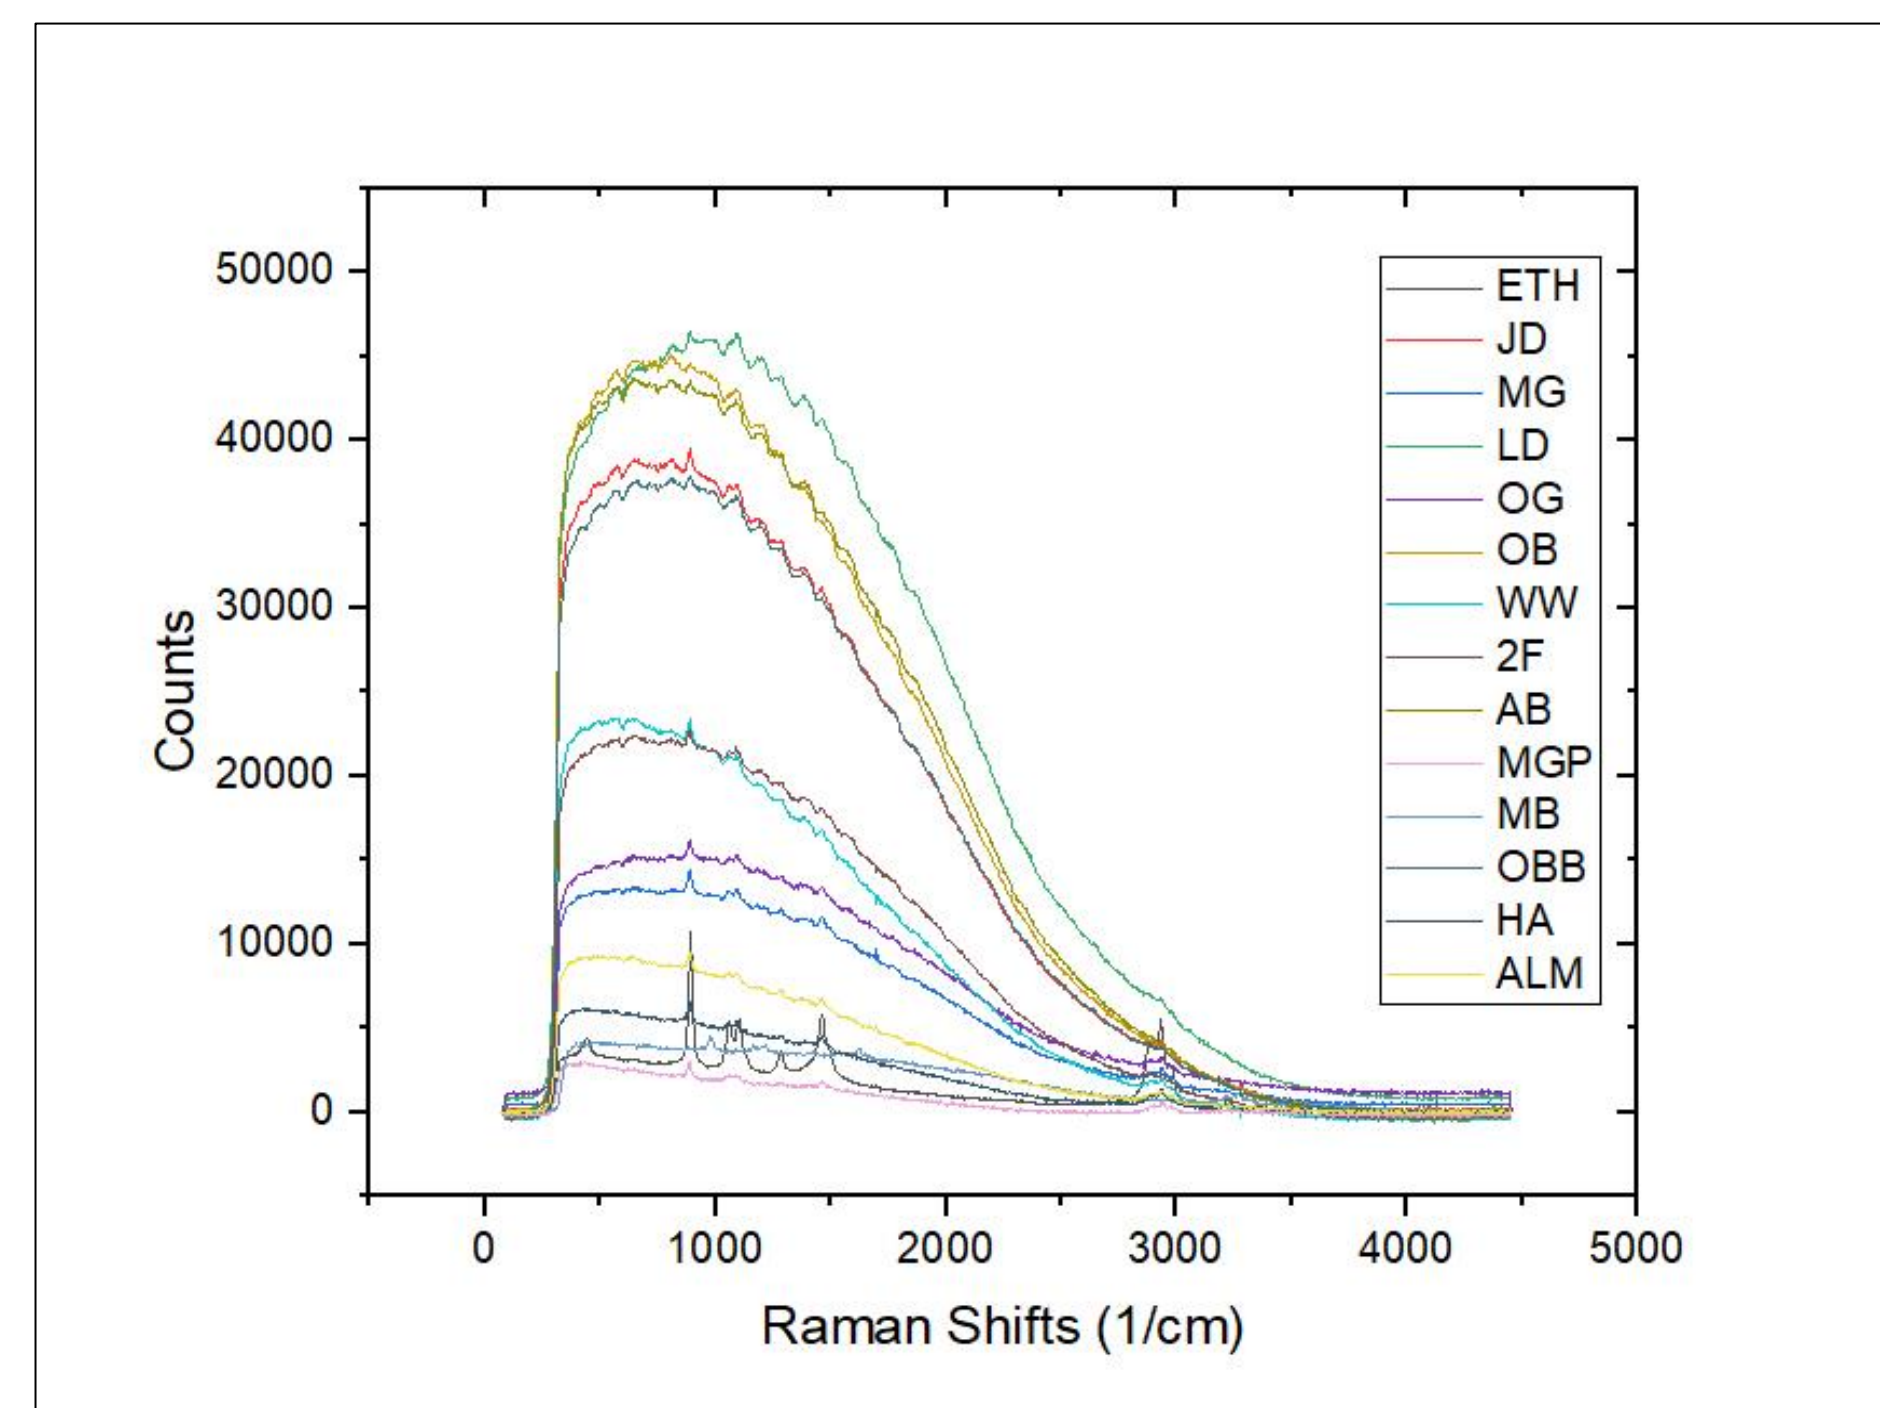 50000
40000
30000
20000
10000
0
Counts
0 1000 2000 3000 4000 5000
Raman Shifts (1/cm)
ETH
JD
MG
LD
OG
OB
WW
2F
AB
MGP
MB
OBB
HA
ALM